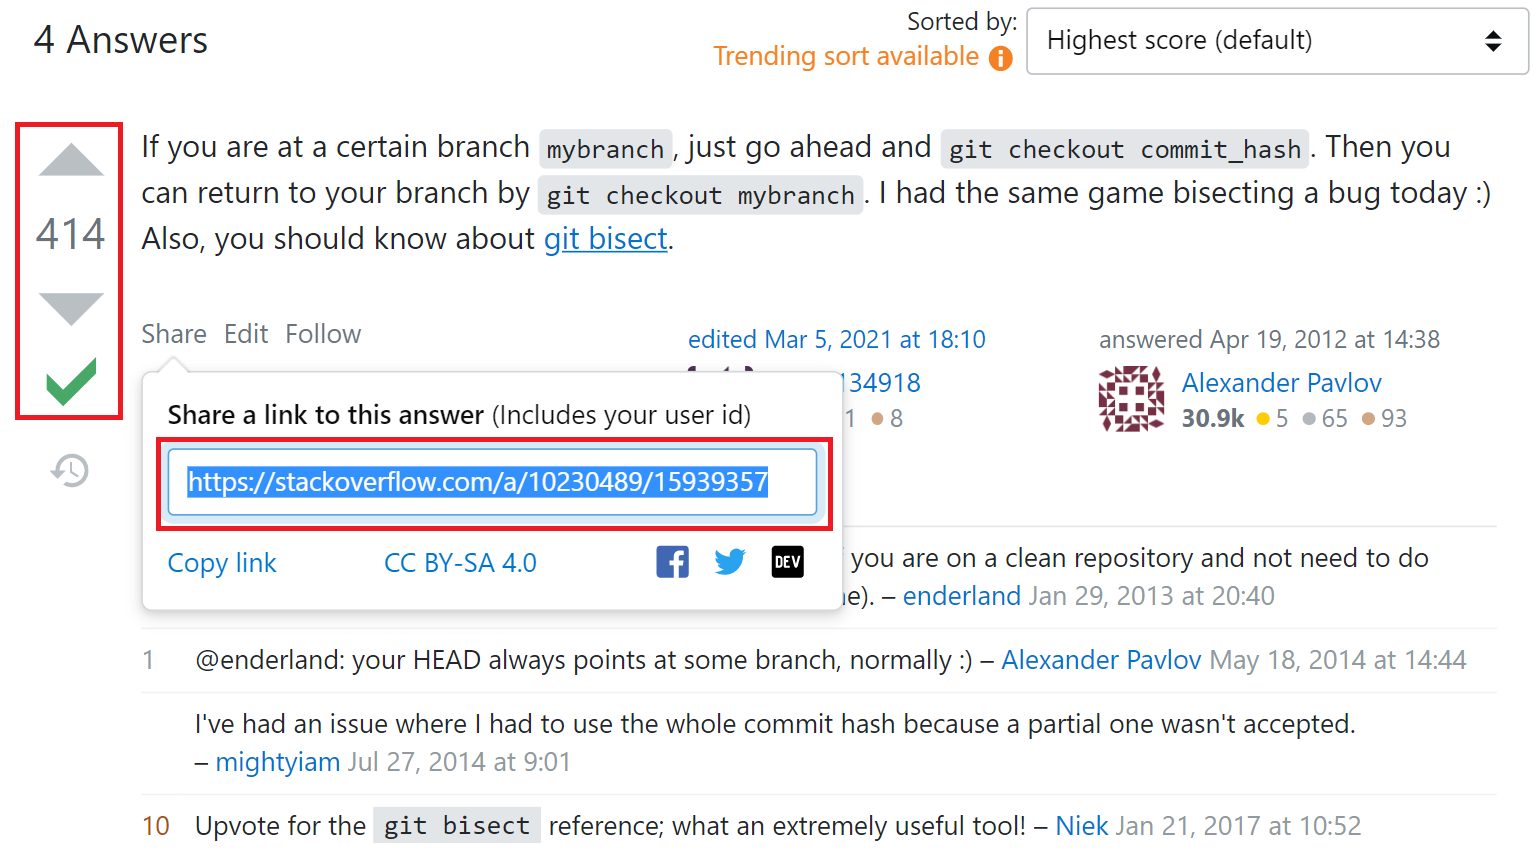 4 Answers
Sorted by:
Trending sort available
Highest score (default)
If you are at a certain branch mybranch, just go ahead and git checkout commit_hash. Then you
can return to your branch by git checkout mybranch. I had the same game bisecting a bug today :)
Also, you should know about git bisect.
414
Share Edit Follow
edited Mar 5, 2021 at 18:10
134918
1 8
answered Apr 19, 2012 at 14:38
Alexander Pavlov
30.9k 5 65 93
Share a link to this answer (Includes your user id)
https://stackoverflow.com/a/10230489/15939357
Copy link CC BY-SA 4.0 DEV
you are on a clean repository and not need to do
– enderland Jan 29, 2013 at 20:40
1 @enderland: your HEAD always points at some branch, normally :) – Alexander Pavlov May 18, 2014 at 14:44
I've had an issue where I had to use the whole commit hash because a partial one wasn't accepted.
– mightyiam Jul 27, 2014 at 9:01
10 Upvote for the git bisect reference; what an extremely useful tool! – Niek Jan 21, 2017 at 10:52